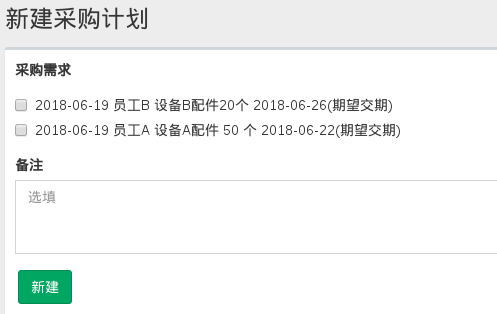 新建采购计划
采购需求
2018-06-19 员工B 设备B配件20个 2018-06-26(期望交期)
2018-06-19 员工A 设备A配件 50 个 2018-06-22(期望交期)
备注
选填
新建